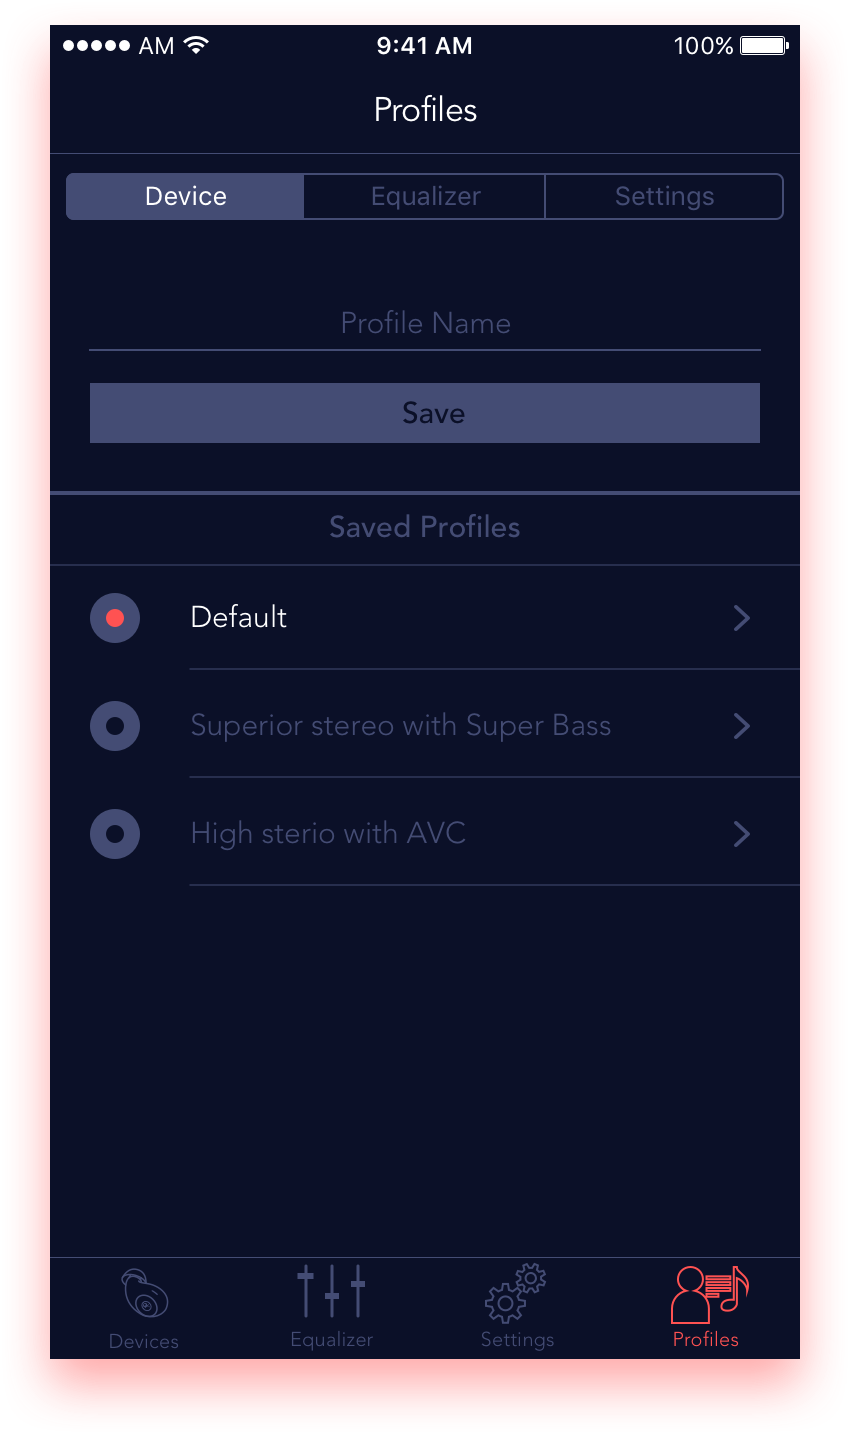 AM 9:41 AM 100%
Profiles
Device Equalizer Settings
Profile Name
Save
Saved Profiles
Default
Superior stereo with Super Bass
High sterio with AVC
Devices Equalizer Settings Profiles